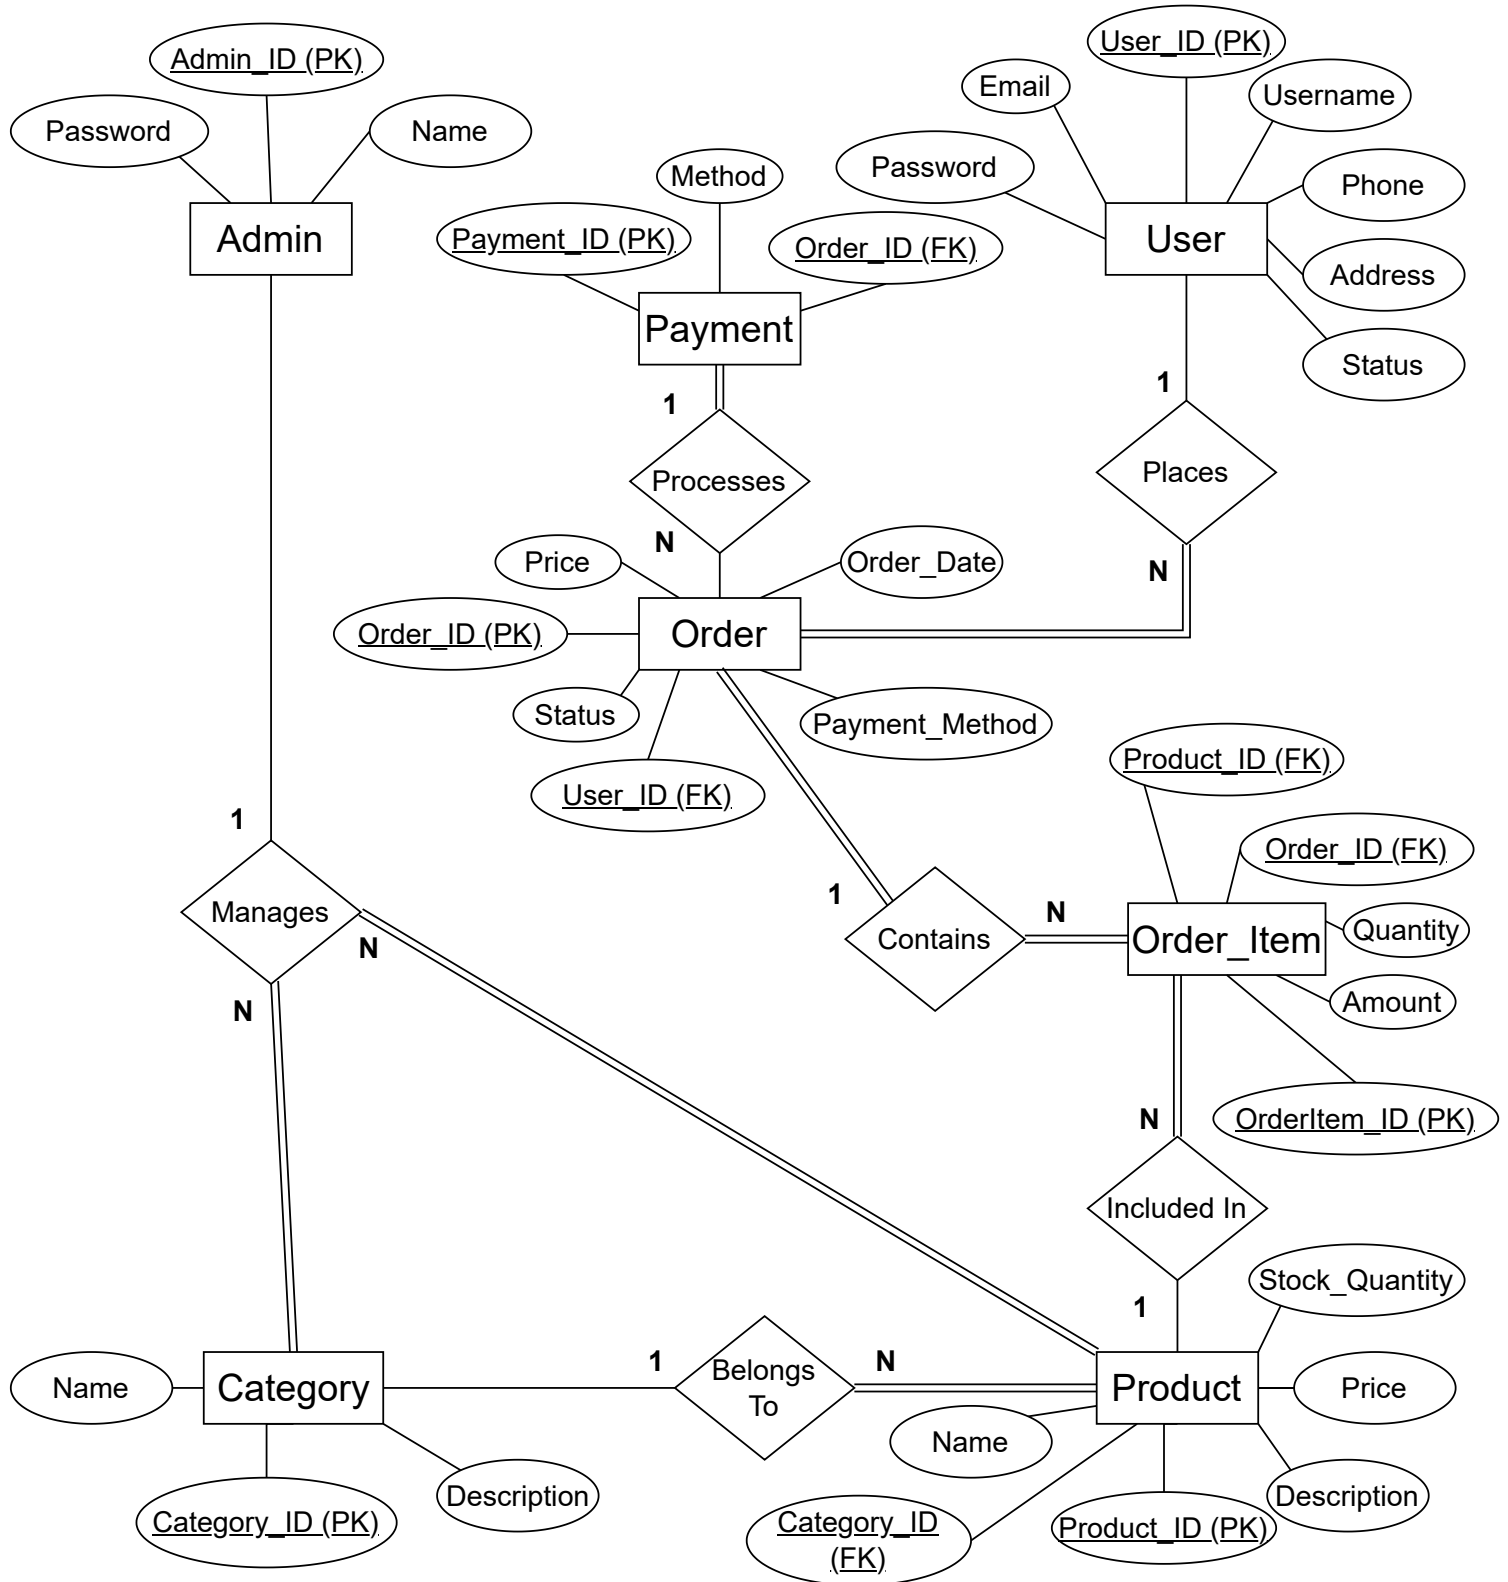 User_ID (PK)
Admin_ID (PK)
Email
Username
Password
Name
Password
Method
Phone
Admin
Payment_ID (PK)
Order_ID (FK)
User
Address
Payment
Status
1
1
Processes
Places
N
N
Price
Order_Date
Order_ID (PK)
Order
Status
Payment_Method
User_ID (FK)
Product_ID (FK)
1
Order_ID (FK)
1
Manages
N
N
Contains
N
Order_Item
Quantity
N
Amount
N
OrderItem_ID (PK)
Included In
Stock_Quantity
1
Name
Category
1
Belongs
To
N
Product
Price
Name
Category_ID (PK)
Description
Category_ID
(FK)
Product_ID (PK)
Description